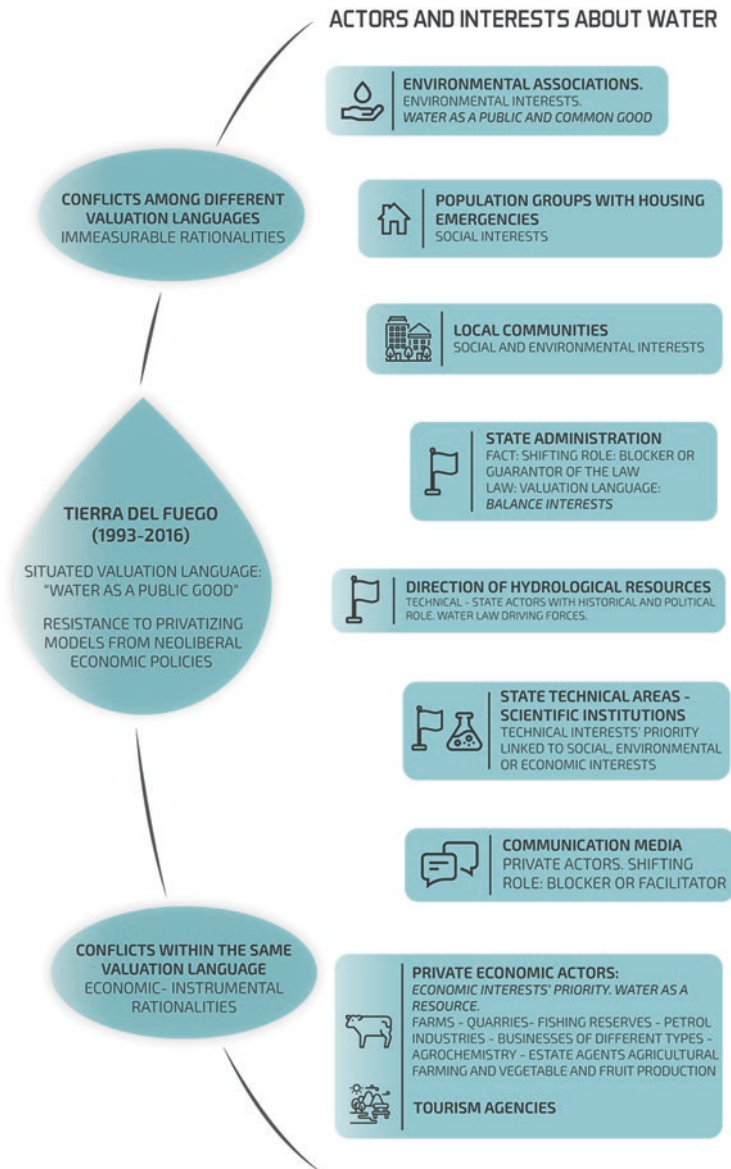 ACTORS AND INTERESTS ABOUT WATER
ENVIRONMENTAL ASSOCIATIONS.
ENVIRONMENTAL INTERESTS.
WATER AS A PUBLIC AND COMMON GOOD
CONFLICTS AMONG DIFFERENT
VALUATION LANGUAGES
IMMEASURABLE RATIONALITIES
POPULATION GROUPS WITH HOUSING
EMERGENCIES
SOCIAL INTERESTS
LOCAL COMMUNITIES
SOCIAL AND ENVIRONMENTAL INTERESTS
STATE ADMINISTRATION
FACT: SHIFTING ROLE: BLOCKER OR
GUARANTOR OF THE LAW
LAW: VALUATION LANGUAGE:
BALANCE INTERESTS
TIERRA DEL FUEGO
(1993-2016)
SITUATED VALUATION LANGUAGE:
"WATER AS A PUBLIC GOOD"
RESISTANCE TO PRIVATIZING
MODELS FROM NEOLIBERAL
ECONOMIC POLICIES
DIRECTION OF HYDROLOGICAL RESOURCES
TECHNICAL - STATE ACTORS WITH HISTORICAL AND POLITICAL
ROLE. WATER LAW DRIVING FORCES.
STATE TECHNICAL AREAS -
SCIENTIFIC INSTITUTIONS
TECHNICAL INTERESTS' PRIORITY
LINKED TO SOCIAL, ENVIRONMENTAL
OR ECONOMIC INTERESTS
COMMUNICATION MEDIA
PRIVATE ACTORS. SHIFTING
ROLE: BLOCKER OR FACILITATOR
CONFLICTS WITHIN THE SAME
VALUATION LANGUAGE
ECONOMIC- INSTRUMENTAL
RATIONALITIES
PRIVATE ECONOMIC ACTORS:
ECONOMIC INTERESTS' PRIORITY. WATER AS A
RESOURCE.
FARMS - QUARRIES- FISHING RESERVES - PETROL
INDUSTRIES - BUSINESSES OF DIFFERENT TYPES -
AGROCHEMISTRY - ESTATE AGENTS AGRICULTURAL
FARMING AND VEGETABLE AND FRUIT PRODUCTION
TOURISM AGENCIES